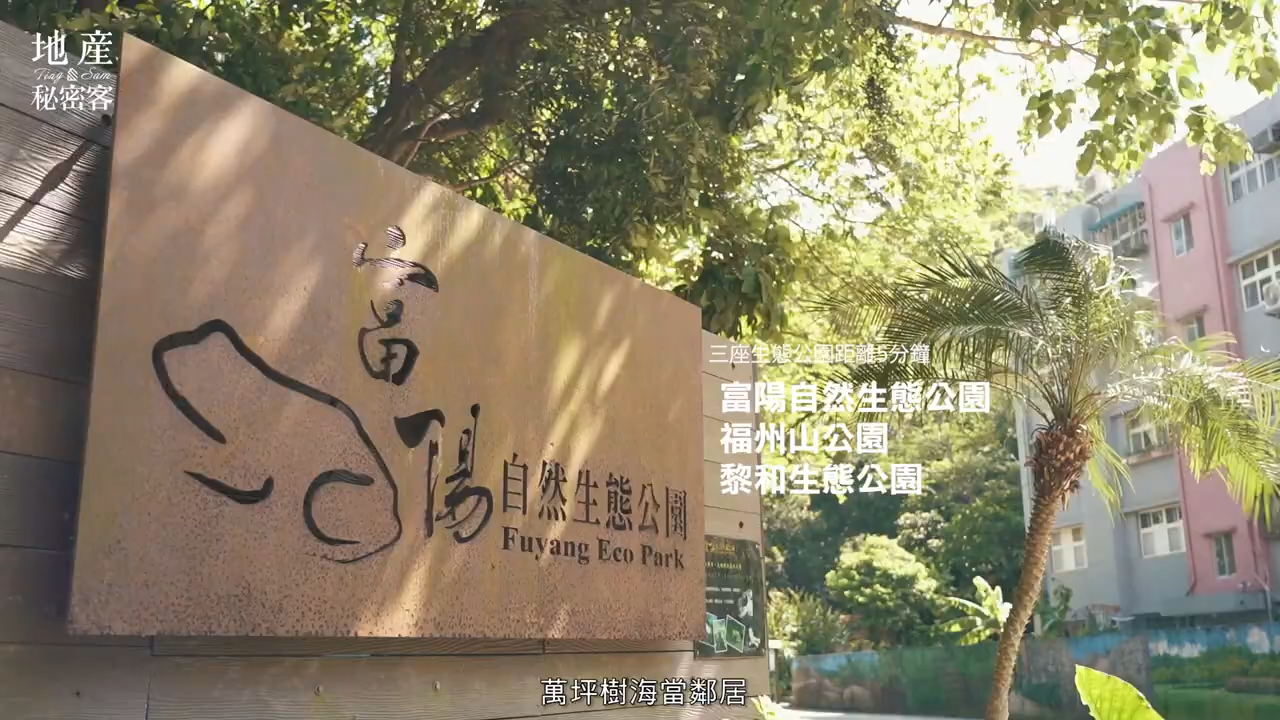 地產
Tiag & Sam
秘密客
富
陽
自然生態公園
Fuyang Eco Park
三座生態公園距離5分鐘
富陽自然生態公園
福州山公園
黎和生態公園
萬坪樹海當鄰居